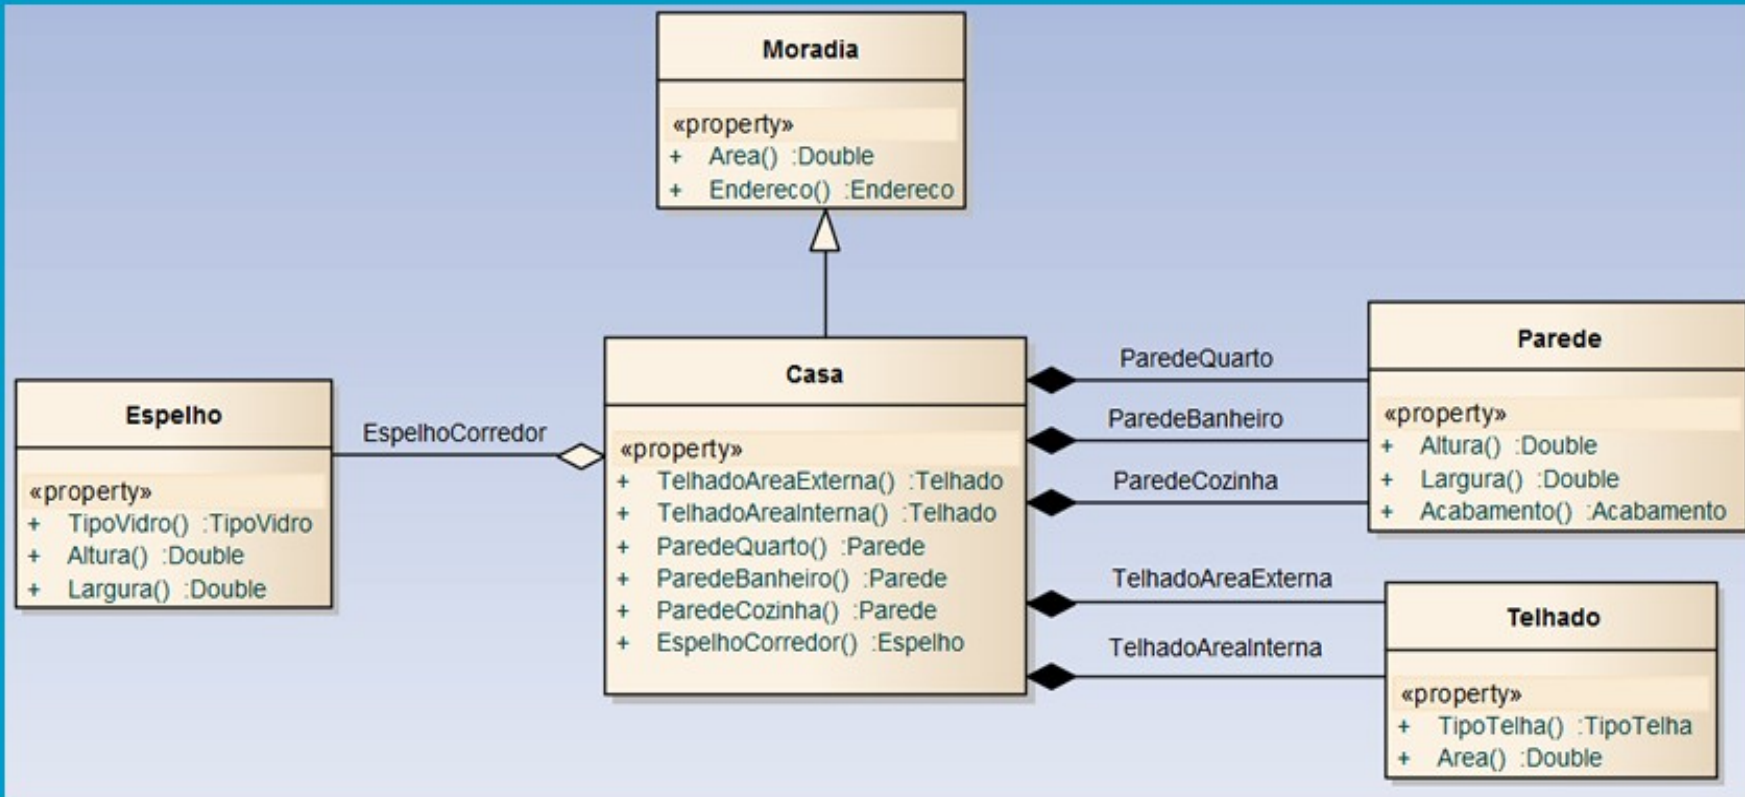 Moradia
«property»
+ Area() :Double
+ Endereco() :Endereco
Espelho
«property»
+ TipoVidro() :TipoVidro
+ Altura() :Double
+ Largura() :Double
EspelhoCorredor
Casa
«property»
+ TelhadoAreaExterna() :Telhado
+ TelhadoAreaInterna() :Telhado
+ ParedeQuarto() :Parede
+ ParedeBanheiro() :Parede
+ ParedeCozinha() :Parede
+ EspelhoCorredor() :Espelho
ParedeQuarto
ParedeBanheiro
ParedeCozinha
TelhadoAreaExterna
TelhadoAreaInterna
Parede
«property»
+ Altura() :Double
+ Largura() :Double
+ Acabamento() :Acabamento
Telhado
«property»
+ TipoTelha() :TipoTelha
+ Area() :Double